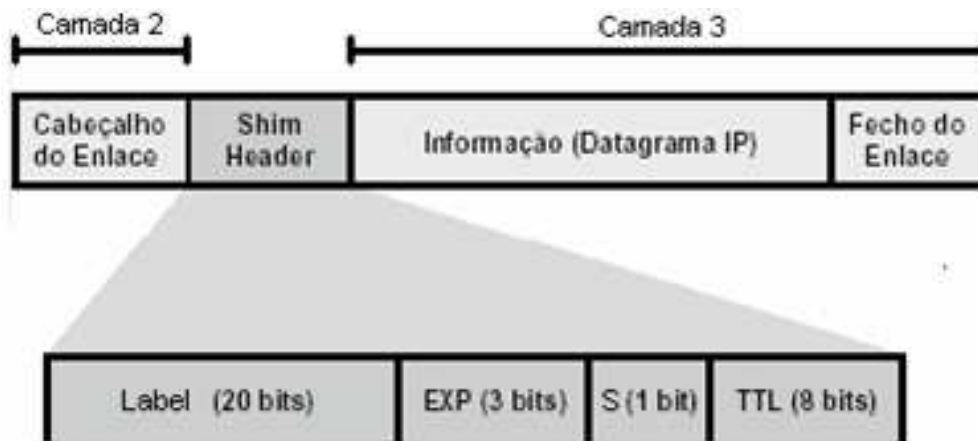 Camada 2
Camada 3
Cabeçalho do Enlace
Shim Header
Informação (Datagrama IP)
Fecho do Enlace
Label (20 bits)
EXP (3 bits)
S (1 bit)
TTL (8 bits)